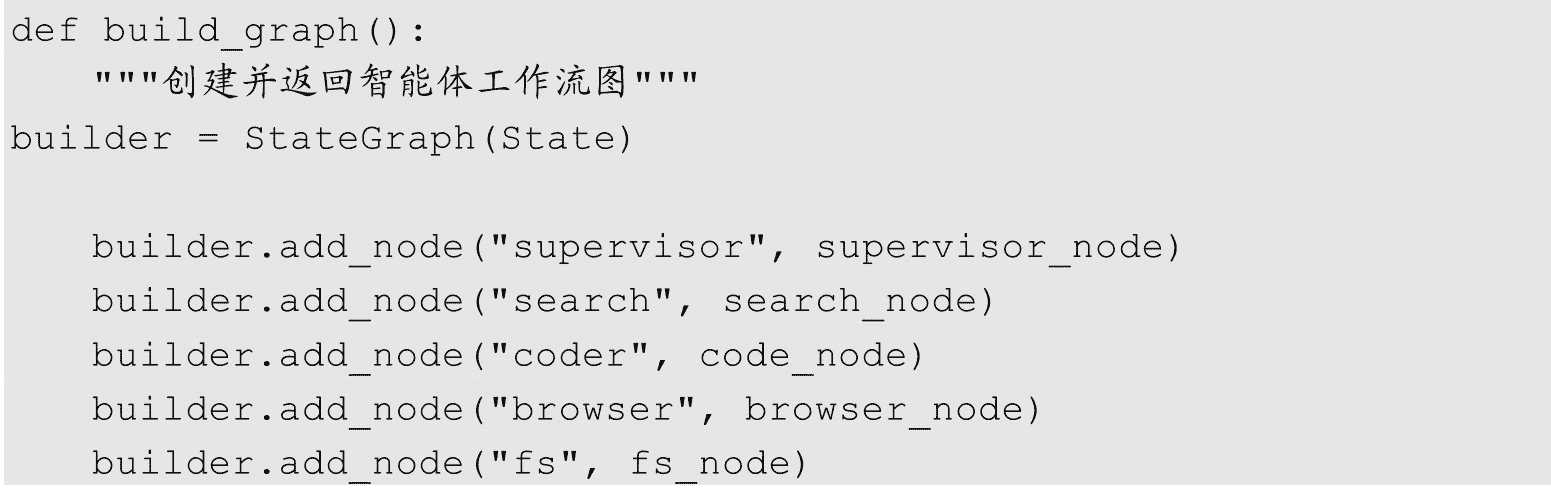 def build_graph():
    """创建并返回智能体工作流图"""
builder = StateGraph(State)

    builder.add_node("supervisor", supervisor_node)
    builder.add_node("search", search_node)
    builder.add_node("coder", code_node)
    builder.add_node("browser", browser_node)
    builder.add_node("fs", fs_node)